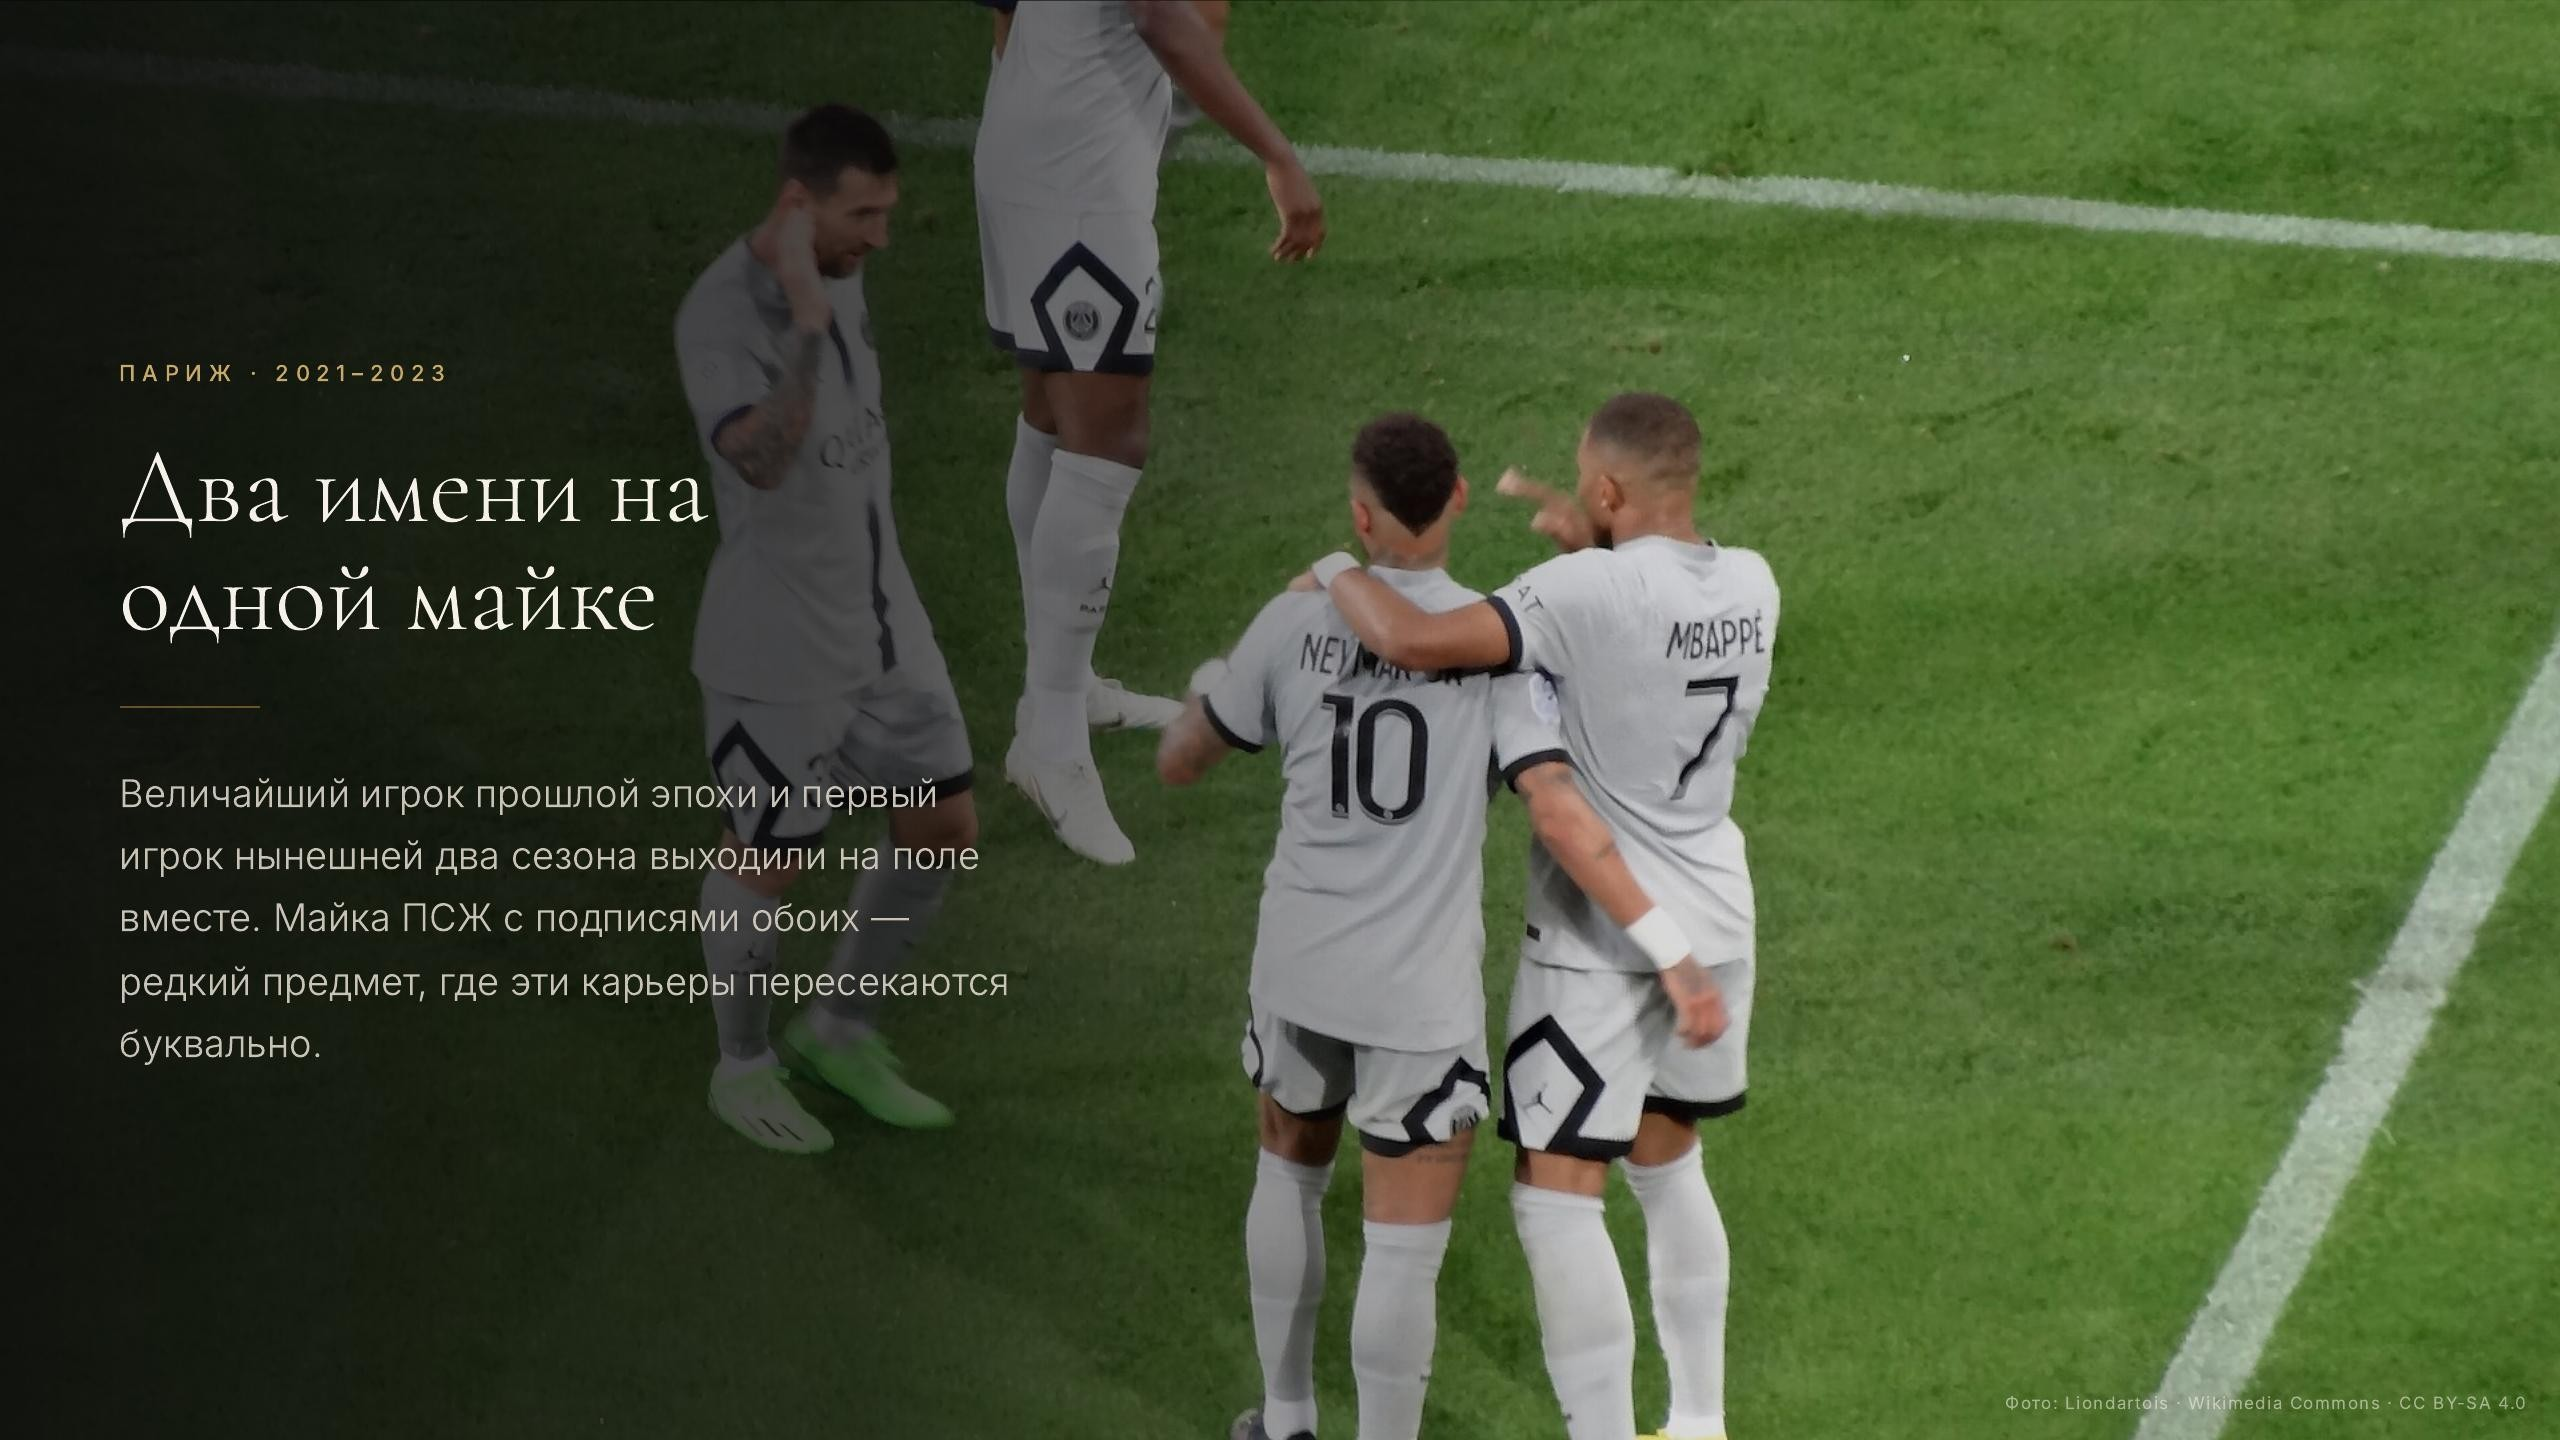 ПАРИЖ · 2021–2023
Два имени на
одной майке
Величайший игрок прошлой эпохи и первый
игрок нынешней два сезона выходили на поле
вместе. Майка ПСЖ с подписями обоих —
редкий предмет, где эти карьеры пересекаются
буквально.
NEYMAR JR
10
MBAPPÉ
7
Фото: Liondartois · Wikimedia Commons · CC BY-SA 4.0